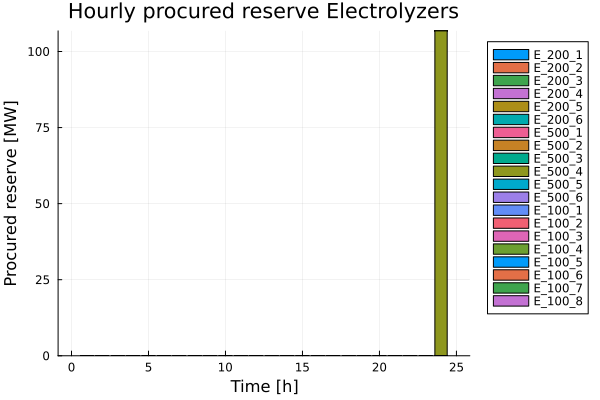 Hourly procured reserve Electrolyzers
Procured reserve [MW]
100
75
50
25
0
0 5 10 15 20 25
Time [h]
E_200_1
E_200_2
E_200_3
E_200_4
E_200_5
E_200_6
E_500_1
E_500_2
E_500_3
E_500_4
E_500_5
E_500_6
E_100_1
E_100_2
E_100_3
E_100_4
E_100_5
E_100_6
E_100_7
E_100_8